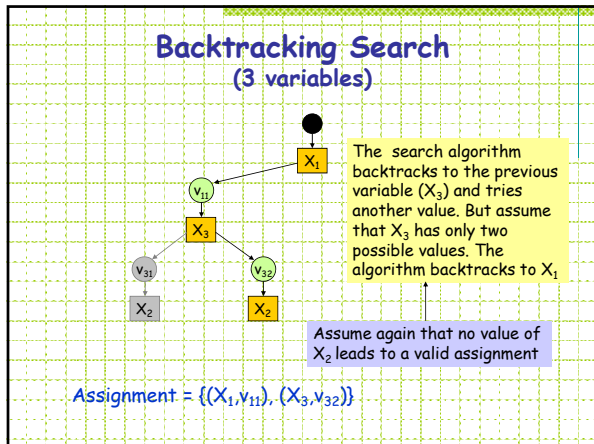 Backtracking Search
(3 variables)
X₁
v₁₁
X₃
v₃₁
v₃₂
X₂
X₂
The search algorithm
backtracks to the previous
variable (X₃) and tries
another value. But assume
that X₃ has only two
possible values. The
algorithm backtracks to X₁
Assume again that no value of
X₂ leads to a valid assignment
Assignment = {(X₁,v₁₁), (X₃,v₃₂)}